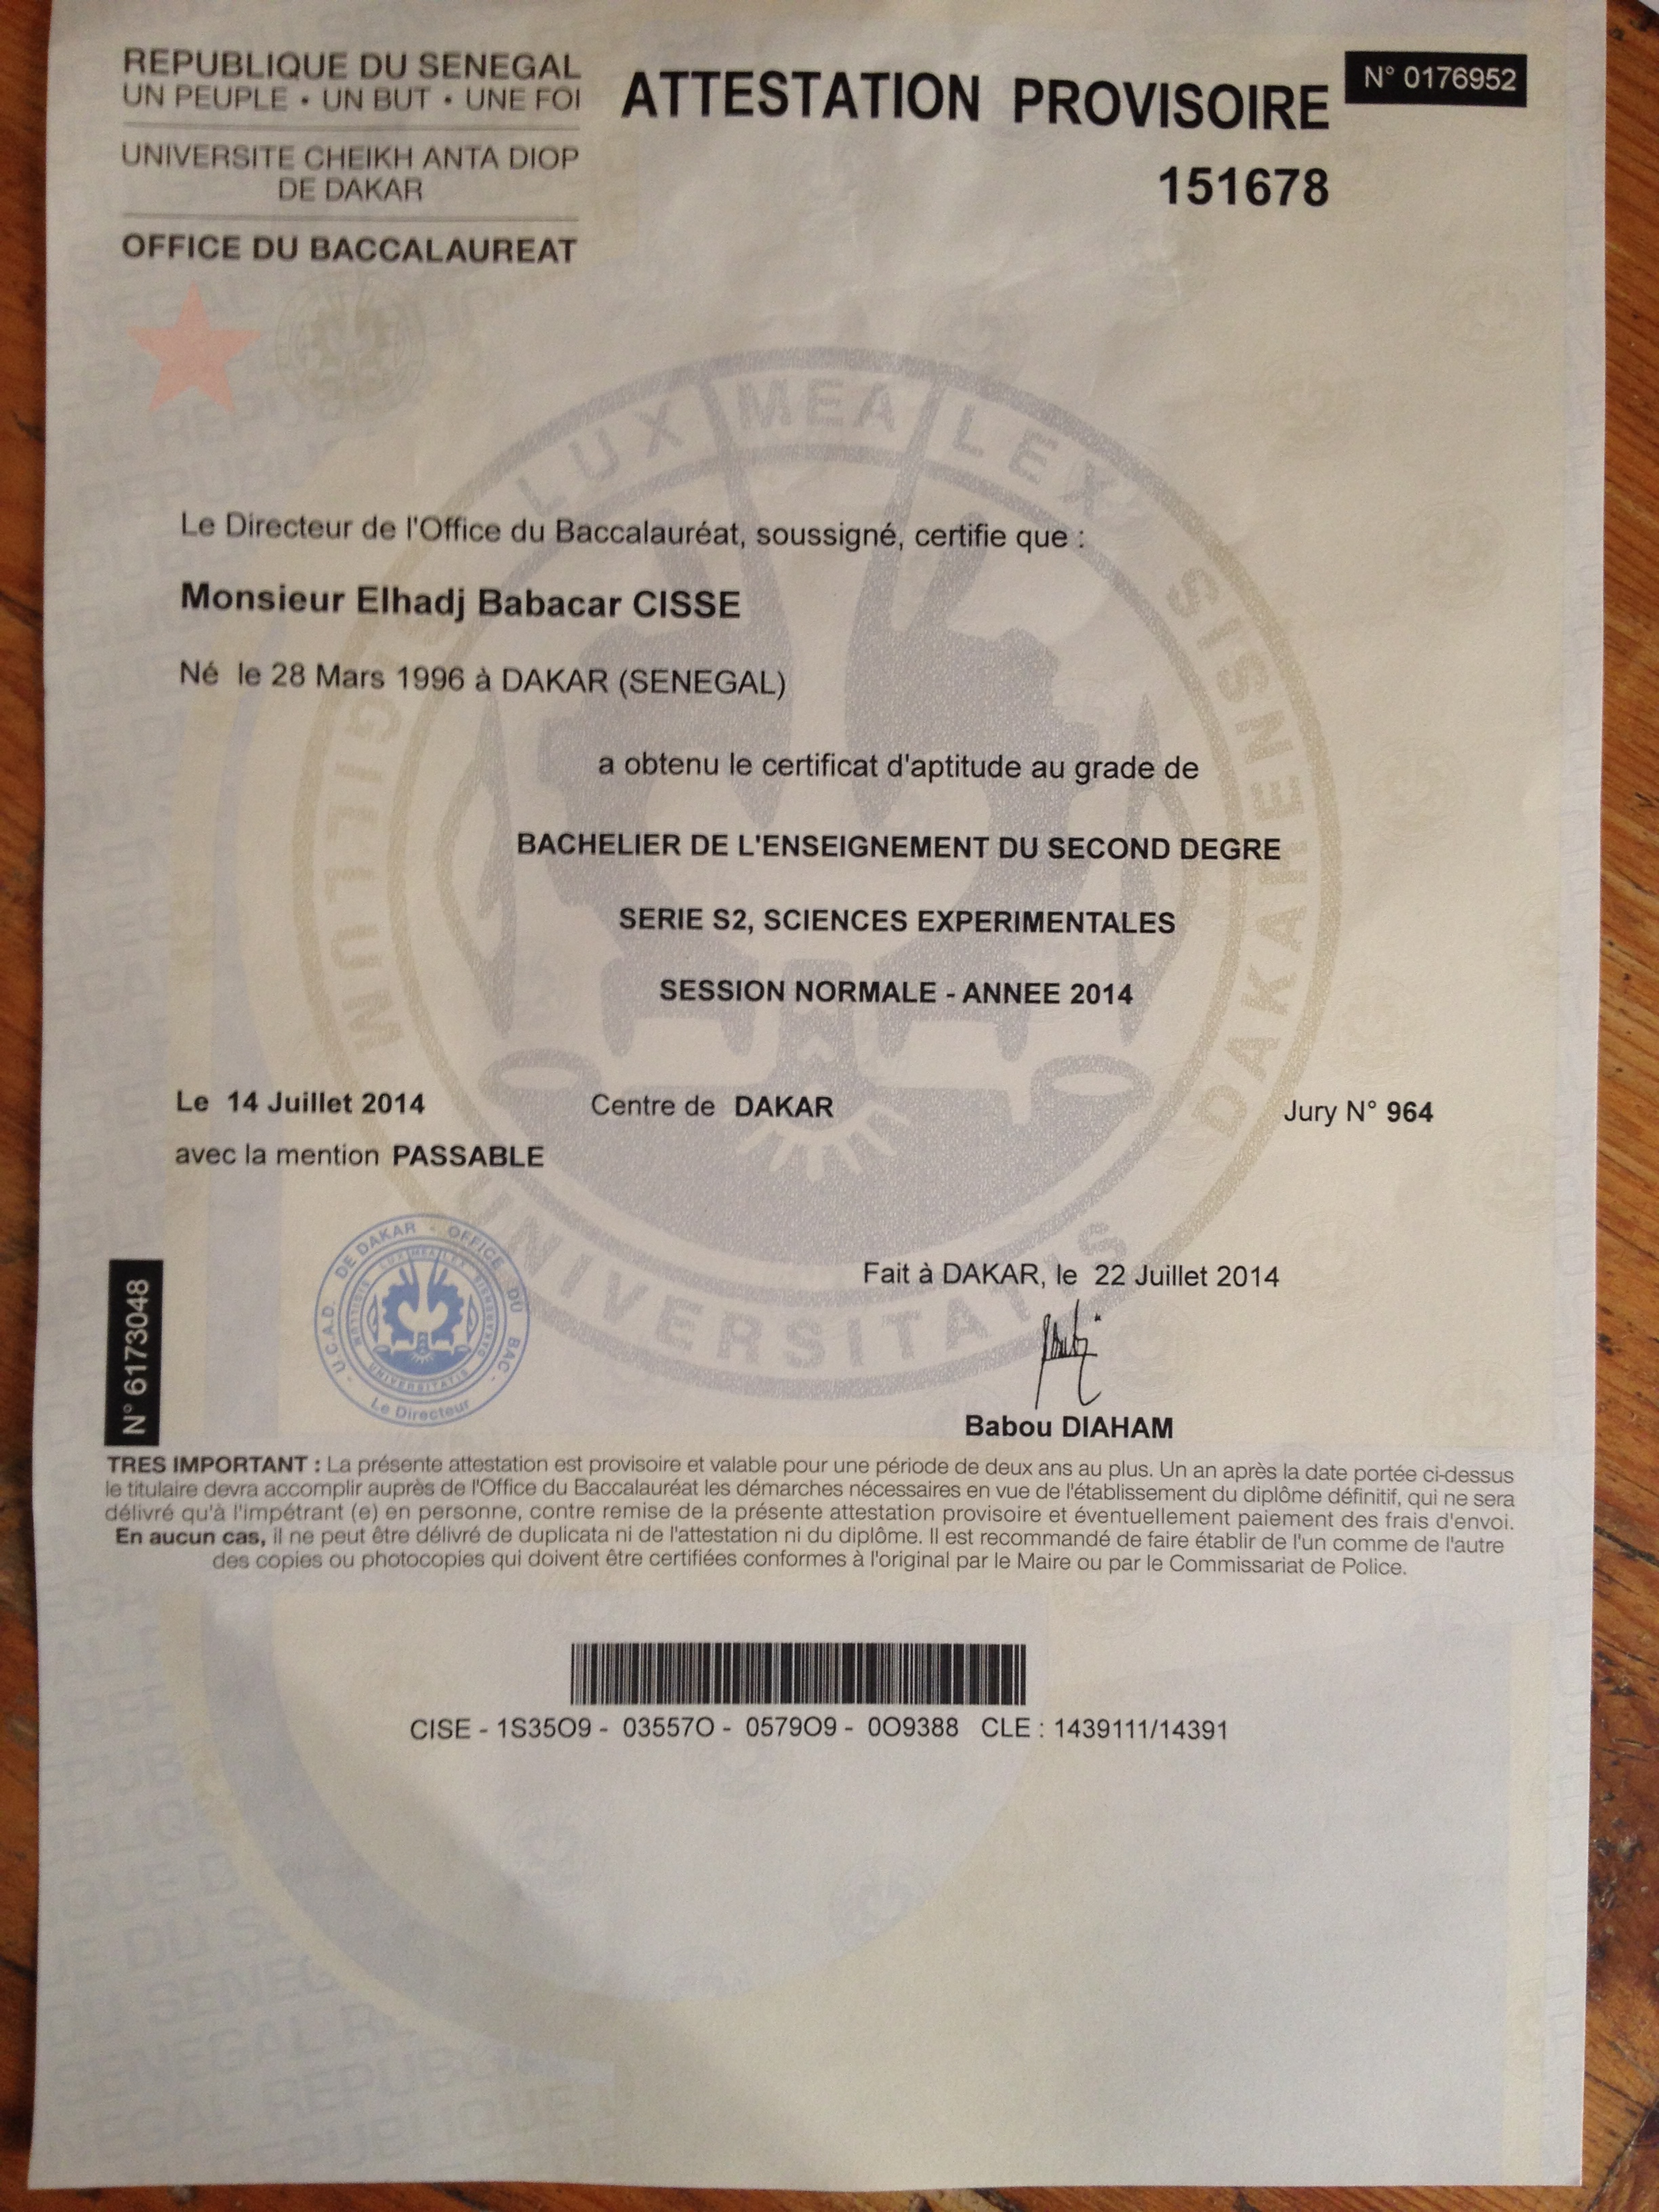 REPUBLIQUE DU SENEGAL
UN PEUPLE • UN BUT • UNE FOI
UNIVERSITE CHEIKH ANTA DIOP
DE DAKAR
OFFICE DU BACCALAUREAT
ATTESTATION PROVISOIRE
N° 0176952
151678
LUX MEA LEX
SIGILLUM UNIVERSITATIS DAKARENSIS
Le Directeur de l'Office du Baccalauréat, soussigné, certifie que :
Monsieur Elhadj Babacar CISSE
Né le 28 Mars 1996 à DAKAR (SENEGAL)
a obtenu le certificat d'aptitude au grade de
BACHELIER DE L'ENSEIGNEMENT DU SECOND DEGRE
SERIE S2, SCIENCES EXPERIMENTALES
SESSION NORMALE - ANNEE 2014
Le 14 Juillet 2014 Centre de DAKAR Jury N° 964
avec la mention PASSABLE
U.C.A.D. DE DAKAR - OFFICE DU BAC -
LUX MEA LEX
SIGILLUM UNIVERSITATIS DAKARENSIS
Le Directeur
Fait à DAKAR, le 22 Juillet 2014
Babou DIAHAM
N° 6173048
TRES IMPORTANT : La présente attestation est provisoire et valable pour une période de deux ans au plus. Un an après la date portée ci-dessus
le titulaire devra accomplir auprès de l'Office du Baccalauréat les démarches nécessaires en vue de l'établissement du diplôme définitif, qui ne sera
délivré qu'à l'impétrant (e) en personne, contre remise de la présente attestation provisoire et éventuellement paiement des frais d'envoi.
En aucun cas, il ne peut être délivré de duplicata ni de l'attestation ni du diplôme. Il est recommandé de faire établir de l'un comme de l'autre
des copies ou photocopies qui doivent être certifiées conformes à l'original par le Maire ou par le Commissariat de Police.
CISE - 1S35O9 - 03557O - 0579O9 - 0O9388 CLE : 1439111/14391